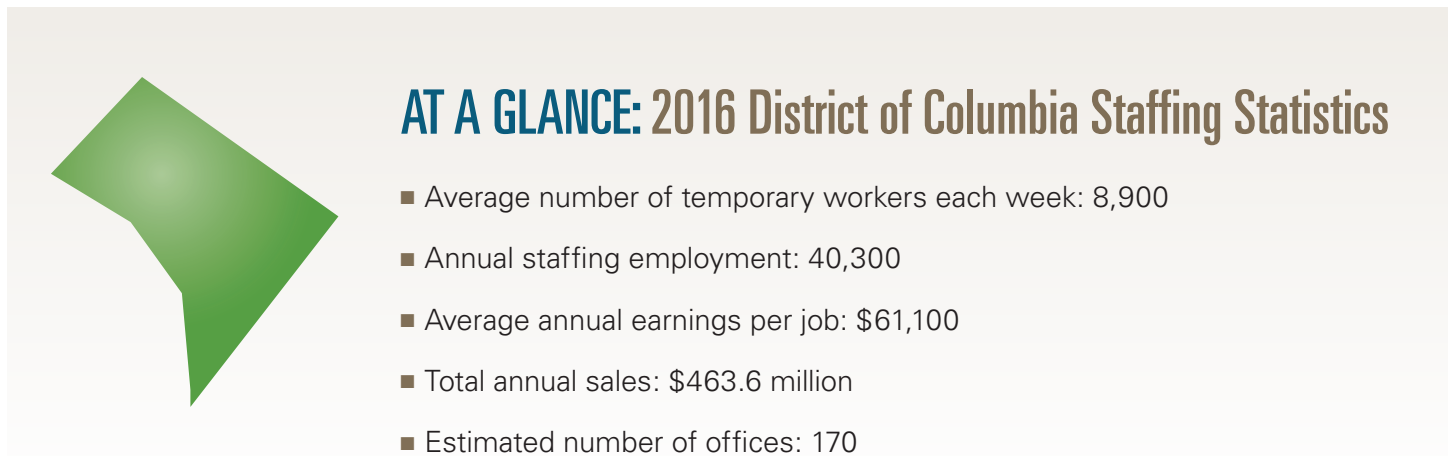 AT A GLANCE: 2016 District of Columbia Staffing Statistics
■ Average number of temporary workers each week: 8,900
■ Annual staffing employment: 40,300
■ Average annual earnings per job: $61,100
■ Total annual sales: $463.6 million
■ Estimated number of offices: 170